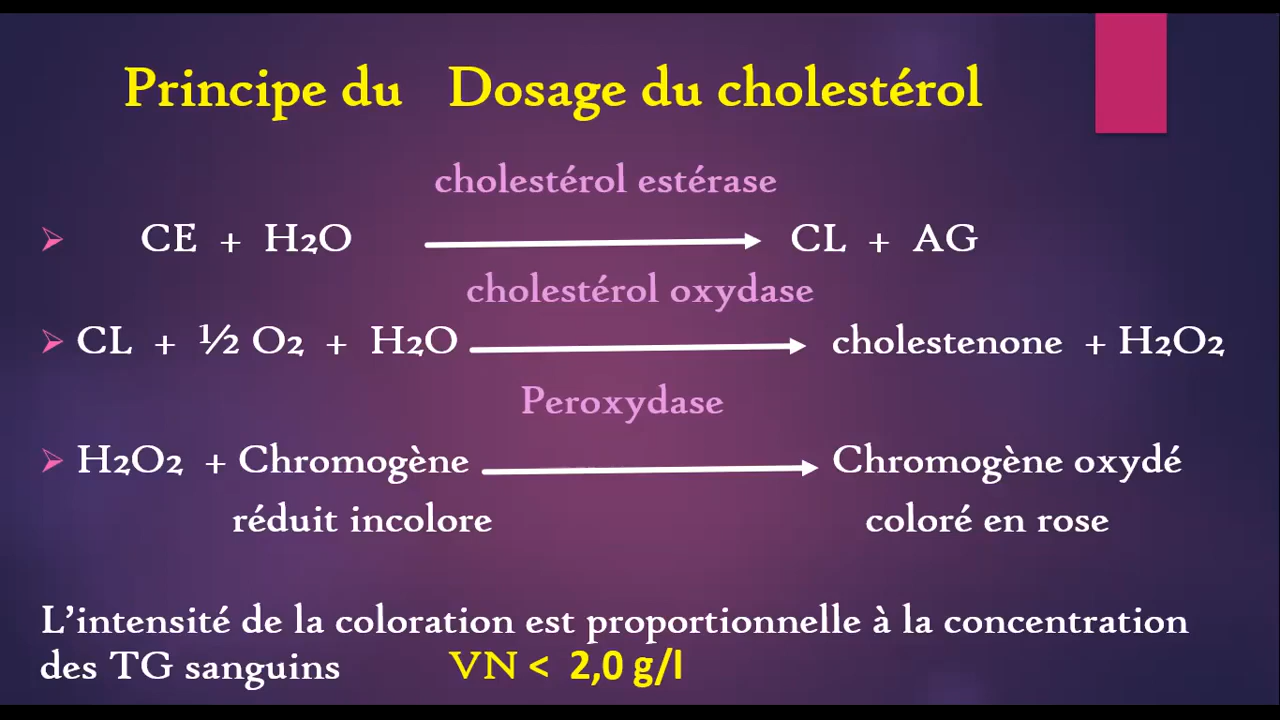 Principe du Dosage du cholestérol
cholestérol estérase
CE + H2O CL + AG
cholestérol oxydase
CL + ½ O2 + H2O cholestenone + H2O2
Peroxydase
H2O2 + Chromogène Chromogène oxydé
réduit incolore coloré en rose
L'intensité de la coloration est proportionnelle à la concentration
des TG sanguins VN < 2,0 g/l